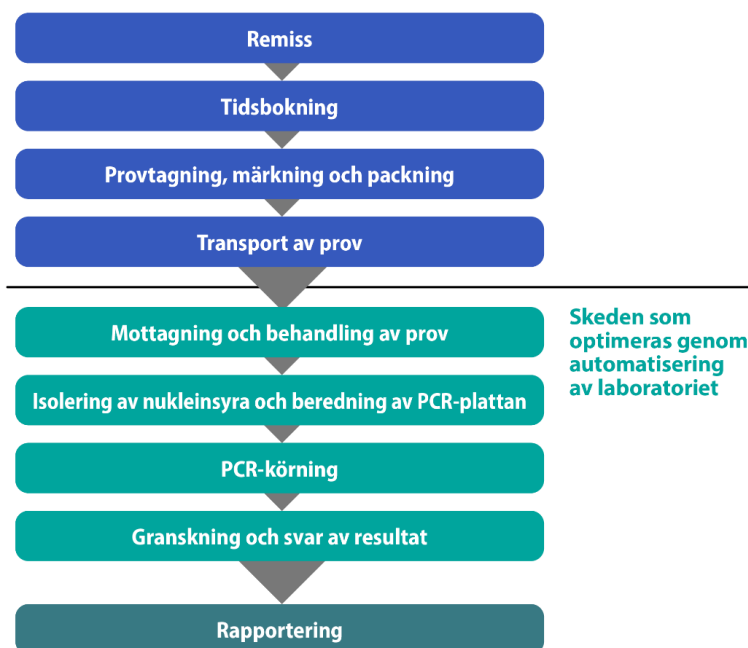 Remiss
Tidsbokning
Provtagning, märkning och packning
Transport av prov
Mottagning och behandling av prov
Skeden som
optimeras genom
automatisering
av laboratoriet
Isolering av nukleinsyra och beredning av PCR-plattan
PCR-körning
Granskning och svar av resultat
Rapportering